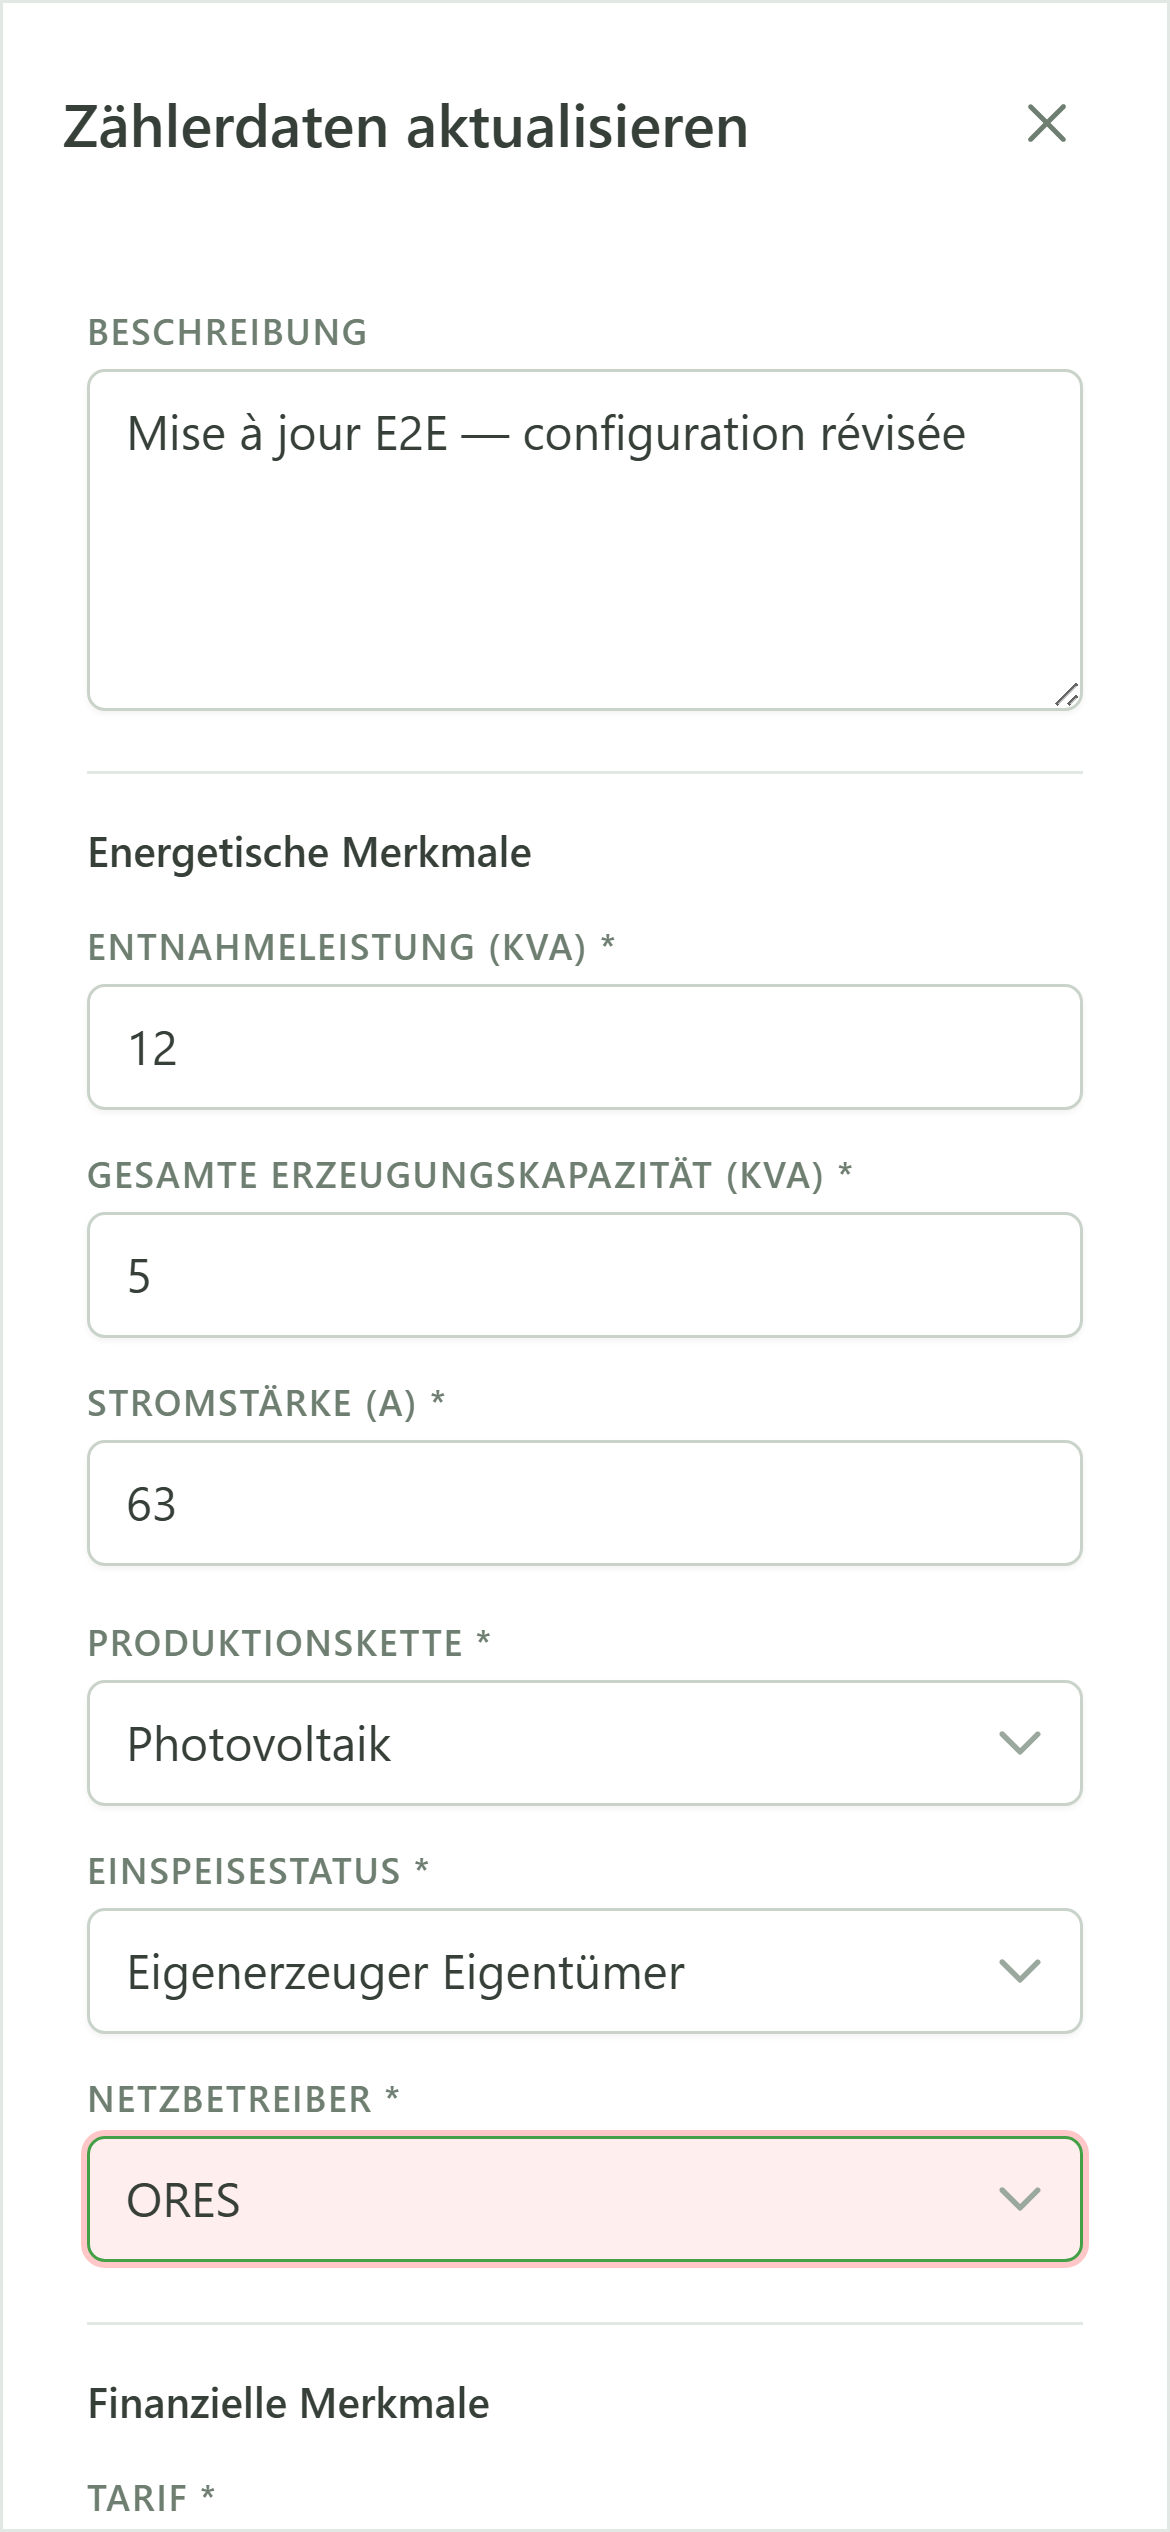 Zählerdaten aktualisieren
BESCHREIBUNG
Mise à jour E2E — configuration révisée
Energetische Merkmale
ENTNAHMELEISTUNG (KVA) *
12
GESAMTE ERZEUGUNGSKAPAZITÄT (KVA) *
5
STROMSTÄRKE (A) *
63
PRODUKTIONSKETTE *
Photovoltaik
EINSPEISESTATUS *
Eigenerzeuger Eigentümer
NETZBETREIBER *
ORES
Finanzielle Merkmale
TARIF *